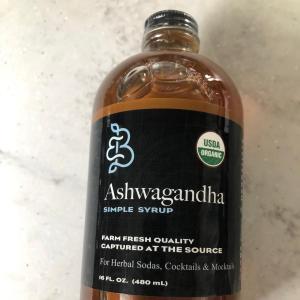 B
USDA
ORGANIC
Ashwagandha
SIMPLE SYRUP
FARM FRESH QUALITY
CAPTURED AT THE SOURCE
For Herbal Sodas, Cocktails & Mocktails
16 FL. OZ. (480 mL)